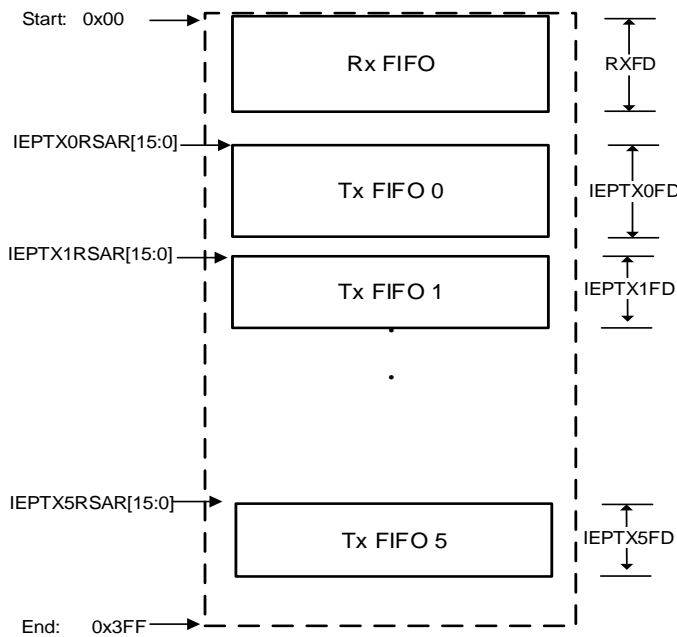 Start: 0x00
Rx FIFO
RXFD
IEPTX0RSAR[15:0]
Tx FIFO 0
IEPTX0FD
IEPTX1RSAR[15:0]
Tx FIFO 1
IEPTX1FD
IEPTX5RSAR[15:0]
Tx FIFO 5
IEPTX5FD
End: 0x3FF